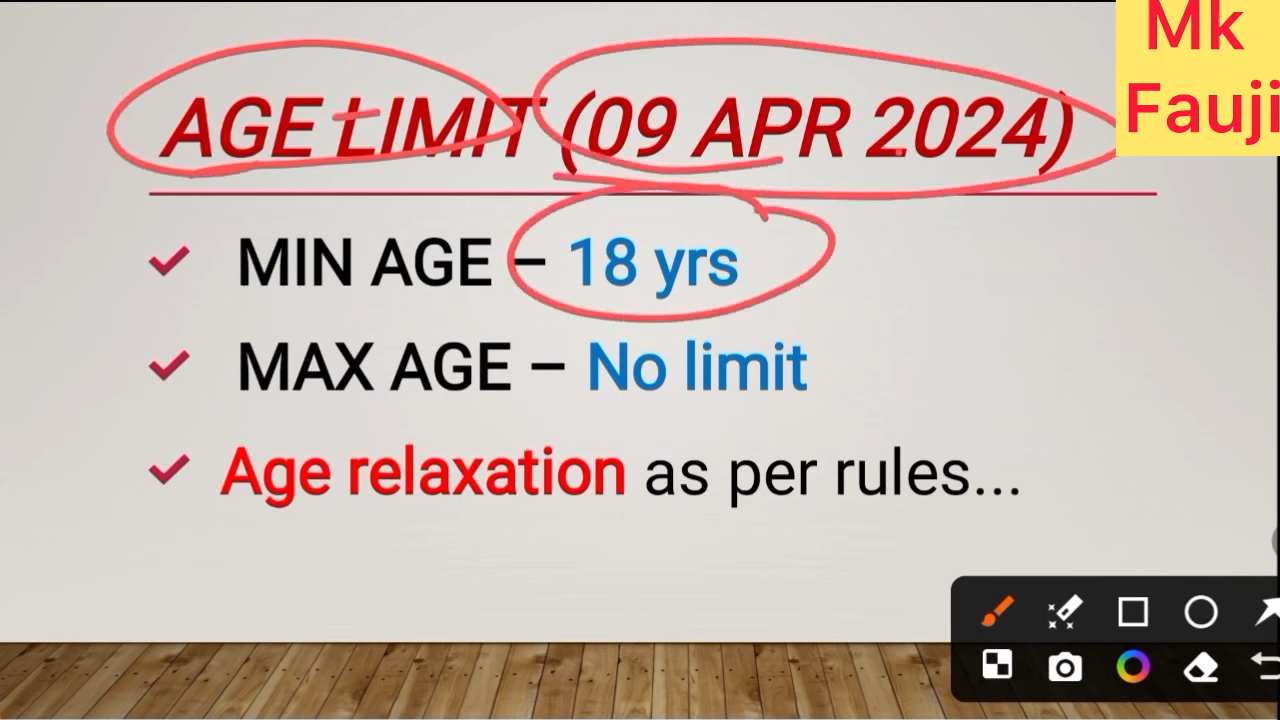 Mk
Fauji
AGE LIMIT (09 APR 2024)
MIN AGE – 18 yrs
MAX AGE – No limit
Age relaxation as per rules...